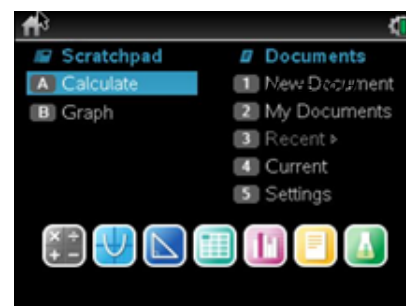 Scratchpad
A Calculate
B Graph
Documents
1 New Document
2 My Documents
3 Recent ▸
4 Current
5 Settings